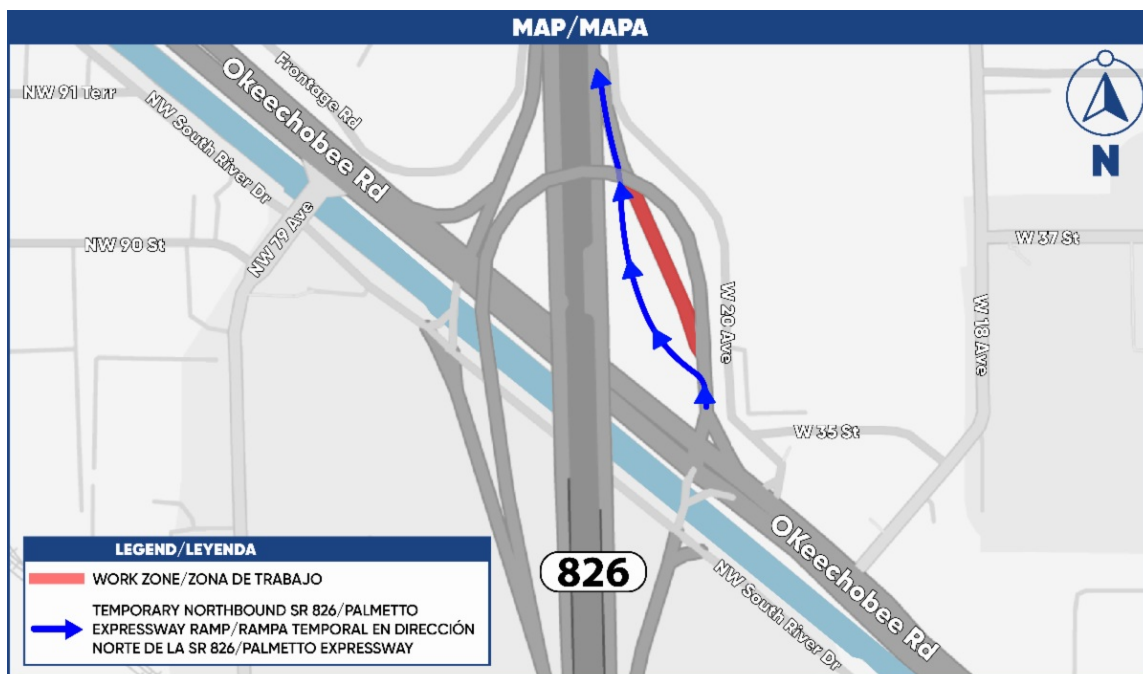 MAP/MAPA
Frontage Rd
Okeechobee Rd
NW 91 Terr
NW South River Dr
N
NW 79 Ave
NW 90 St
W 37 St
W 20 Ave
W 18 Ave
W 35 St
OKeechobee Rd
NW South River Dr
826
LEGEND/LEYENDA
WORK ZONE/ZONA DE TRABAJO
TEMPORARY NORTHBOUND SR 826/PALMETTO
EXPRESSWAY RAMP/RAMPA TEMPORAL EN DIRECCIÓN
NORTE DE LA SR 826/PALMETTO EXPRESSWAY